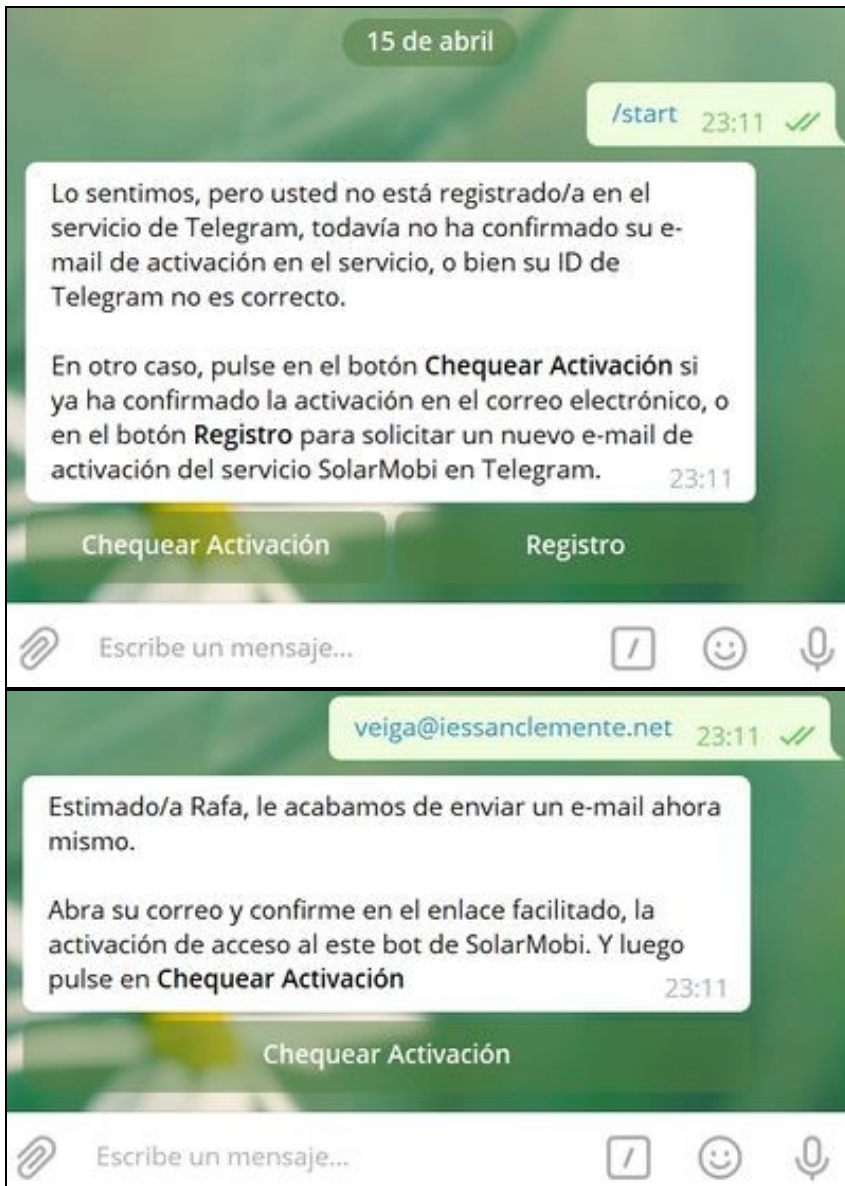 15 de abril
/start 23:11
Lo sentimos, pero usted no está registrado/a en el
servicio de Telegram, todavía no ha confirmado su e-
mail de activación en el servicio, o bien su ID de
Telegram no es correcto.
En otro caso, pulse en el botón Chequear Activación si
ya ha confirmado la activación en el correo electrónico, o
en el botón Registro para solicitar un nuevo e-mail de
activación del servicio SolarMobi en Telegram. 23:11
Chequear Activación Registro
Escribe un mensaje...
veiga@iessanclemente.net 23:11
Estimado/a Rafa, le acabamos de enviar un e-mail ahora
mismo.
Abra su correo y confirme en el enlace facilitado, la
activación de acceso al este bot de SolarMobi. Y luego
pulse en Chequear Activación 23:11
Chequear Activación
Escribe un mensaje...